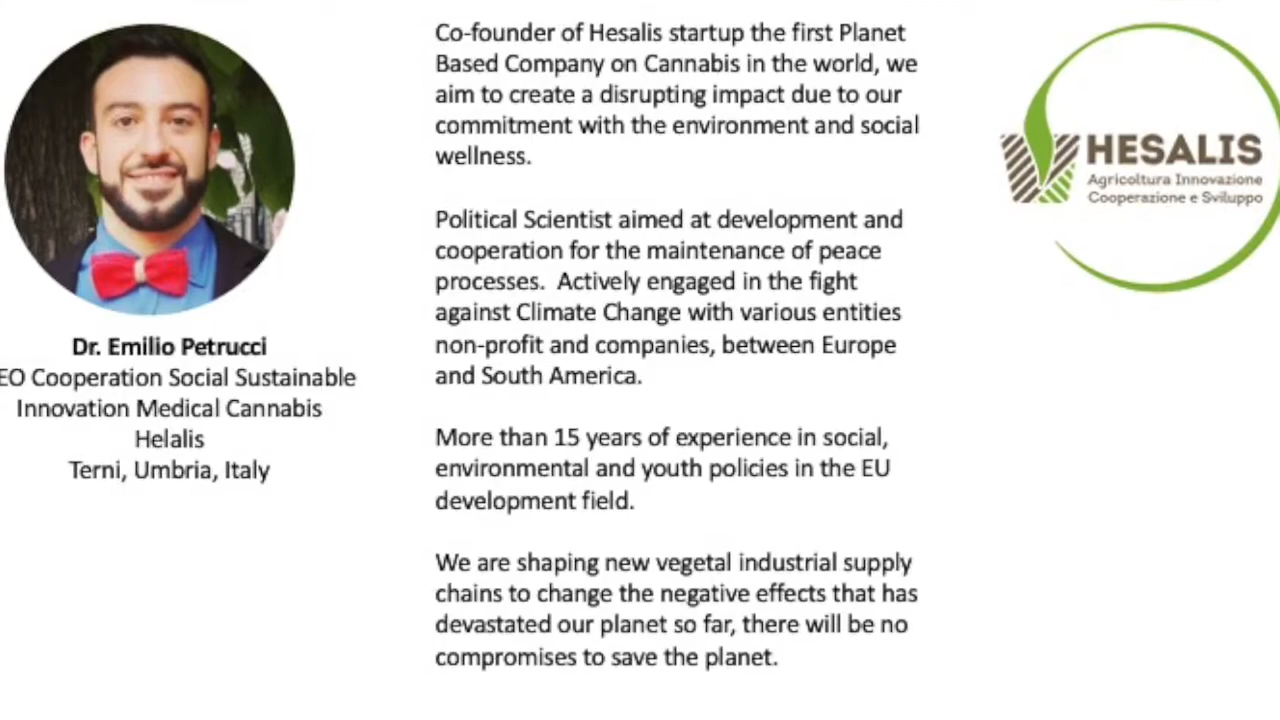 Dr. Emilio Petrucci
EO Cooperation Social Sustainable
Innovation Medical Cannabis
Helalis
Terni, Umbria, Italy
Co-founder of Hesalis startup the first Planet
Based Company on Cannabis in the world, we
aim to create a disrupting impact due to our
commitment with the environment and social
wellness.
Political Scientist aimed at development and
cooperation for the maintenance of peace
processes. Actively engaged in the fight
against Climate Change with various entities
non-profit and companies, between Europe
and South America.
More than 15 years of experience in social,
environmental and youth policies in the EU
development field.
We are shaping new vegetal industrial supply
chains to change the negative effects that has
devastated our planet so far, there will be no
compromises to save the planet.
HESALIS
Agricoltura Innovazione
Cooperazione e Sviluppo